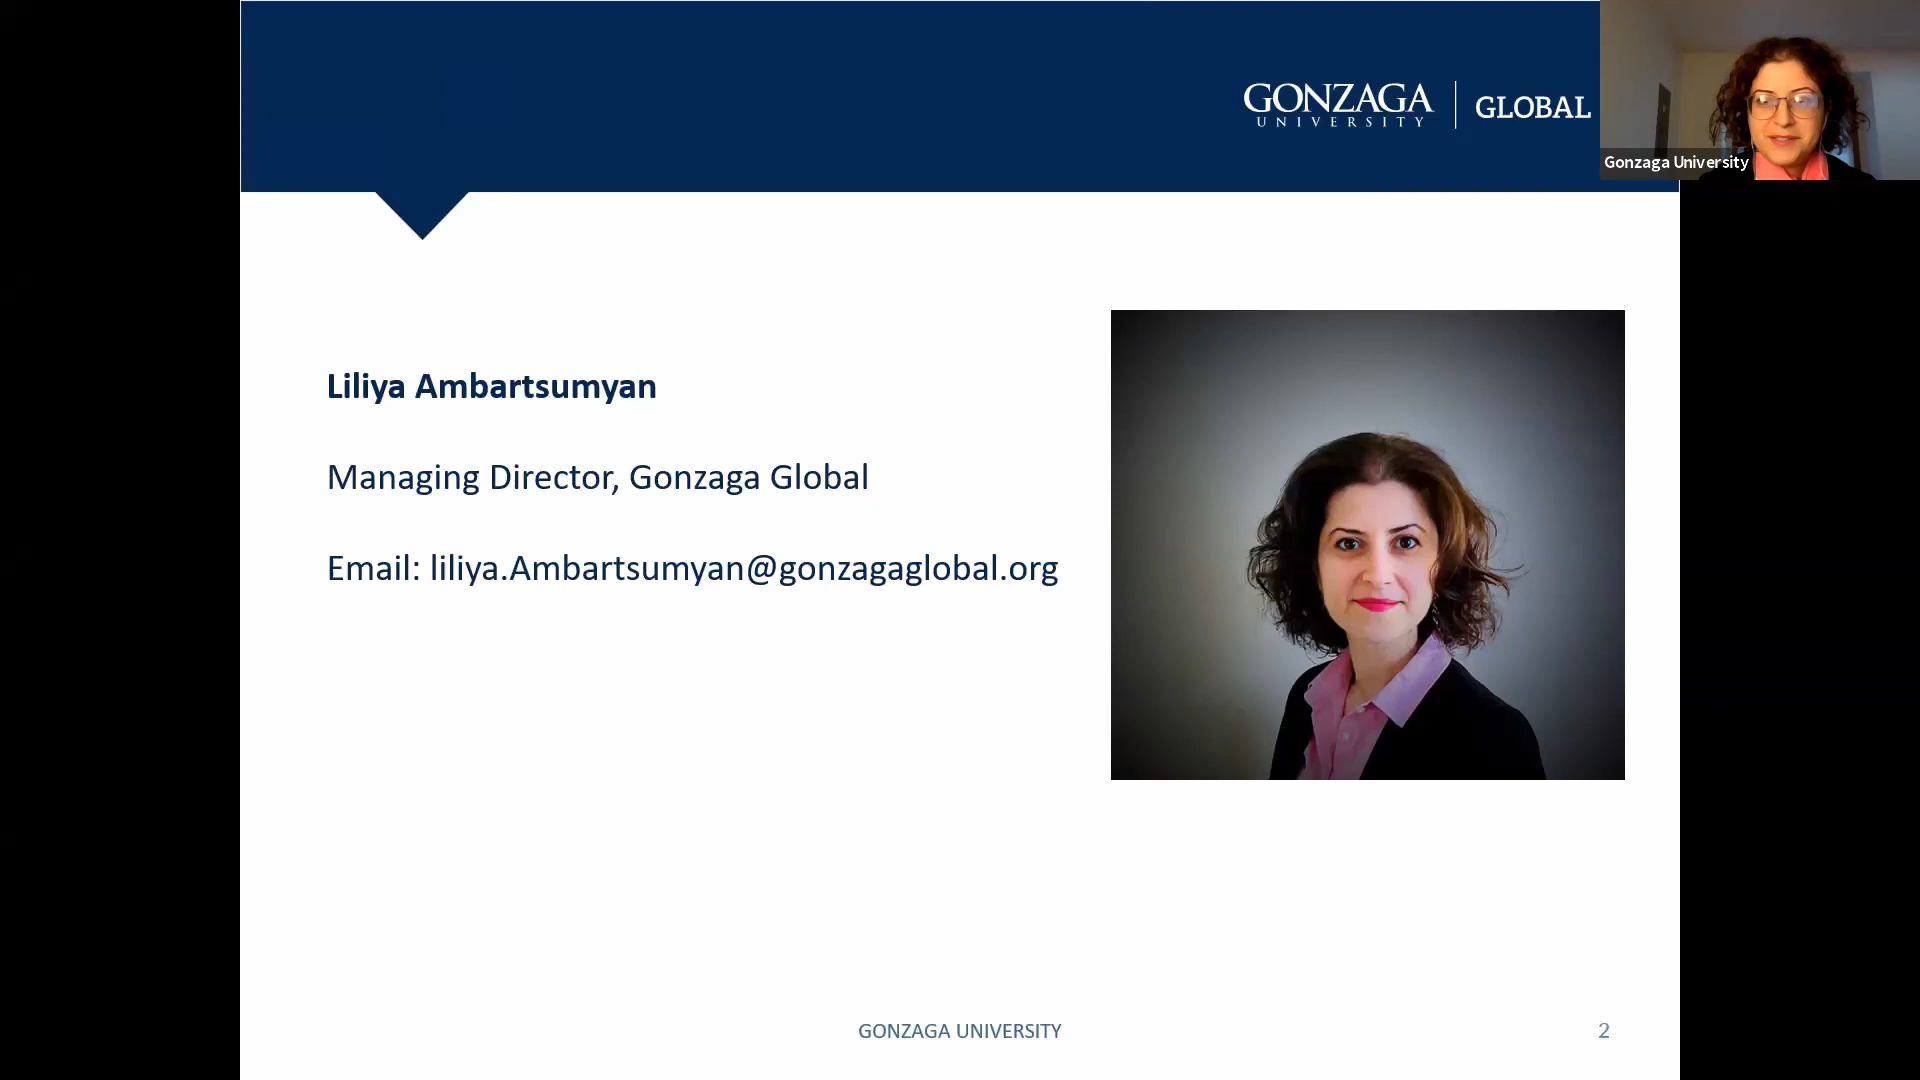 GONZAGA
UNIVERSITY
GLOBAL
Gonzaga University
Liliya Ambartsumyan
Managing Director, Gonzaga Global
Email: liliya.Ambartsumyan@gonzagaglobal.org
GONZAGA UNIVERSITY
2